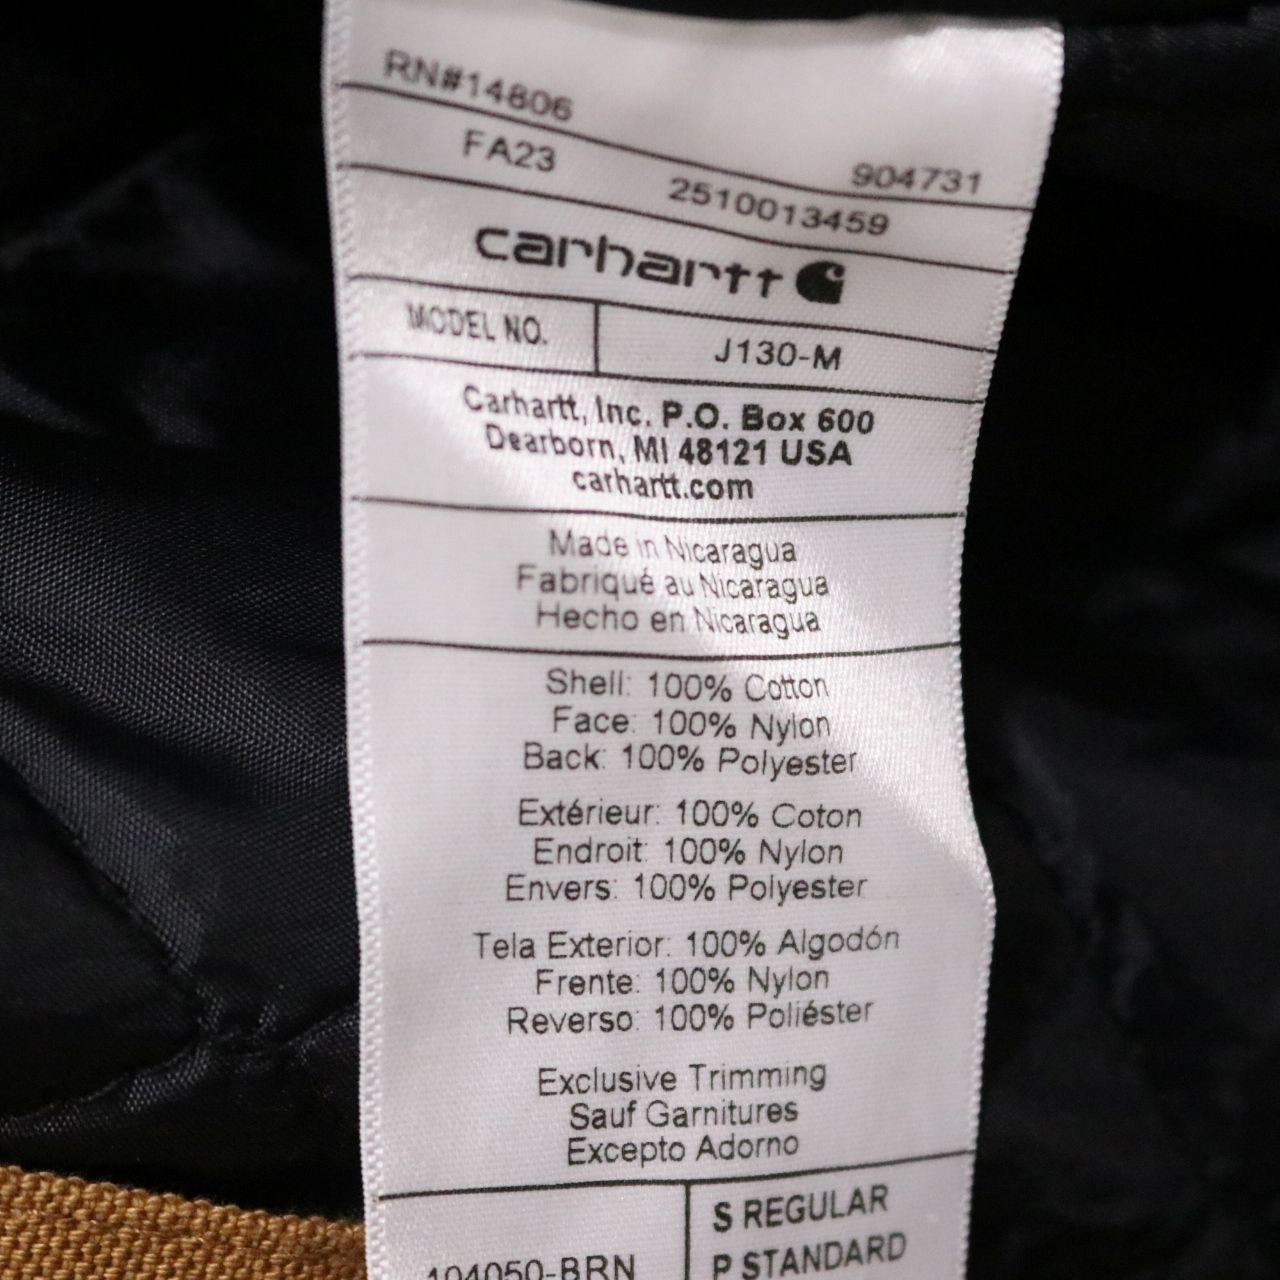 RN#14806 904731
FA23 2510013459
carhartt
MODEL NO. J130-M
Carhartt, Inc. P.O. Box 600
Dearborn, MI 48121 USA
carhartt.com
Made in Nicaragua
Fabriqué au Nicaragua
Hecho en Nicaragua
Shell: 100% Cotton
Face: 100% Nylon
Back: 100% Polyester
Extérieur: 100% Coton
Endroit: 100% Nylon
Envers: 100% Polyester
Tela Exterior: 100% Algodón
Frente: 100% Nylon
Reverso: 100% Poliéster
Exclusive Trimming
Sauf Garnitures
Excepto Adorno
S REGULAR
104050-BRN P STANDARD